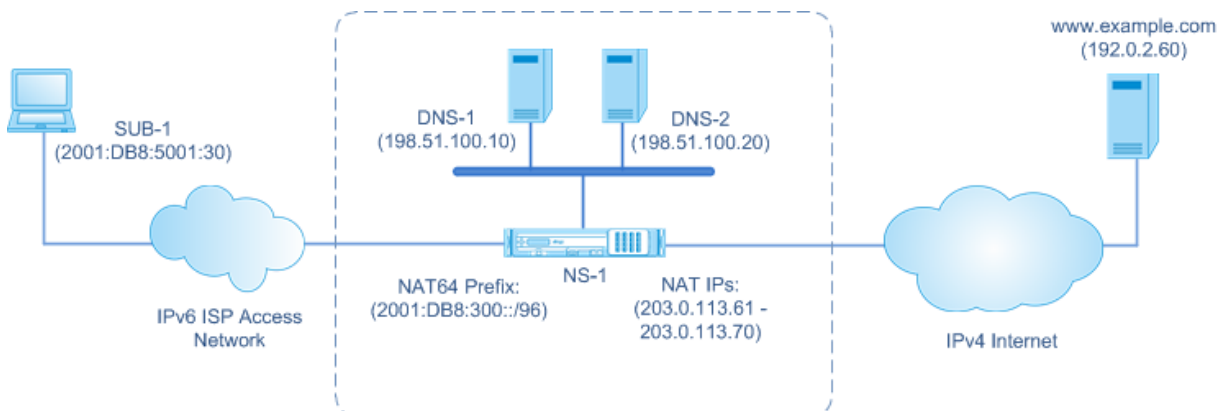 www.example.com
(192.0.2.60)
SUB-1
(2001:DB8:5001:30)
DNS-1
(198.51.100.10)
DNS-2
(198.51.100.20)
NAT64 Prefix:
(2001:DB8:300::/96)
NS-1
NAT IPs:
(203.0.113.61 -
203.0.113.70)
IPv6 ISP Access
Network
IPv4 Internet